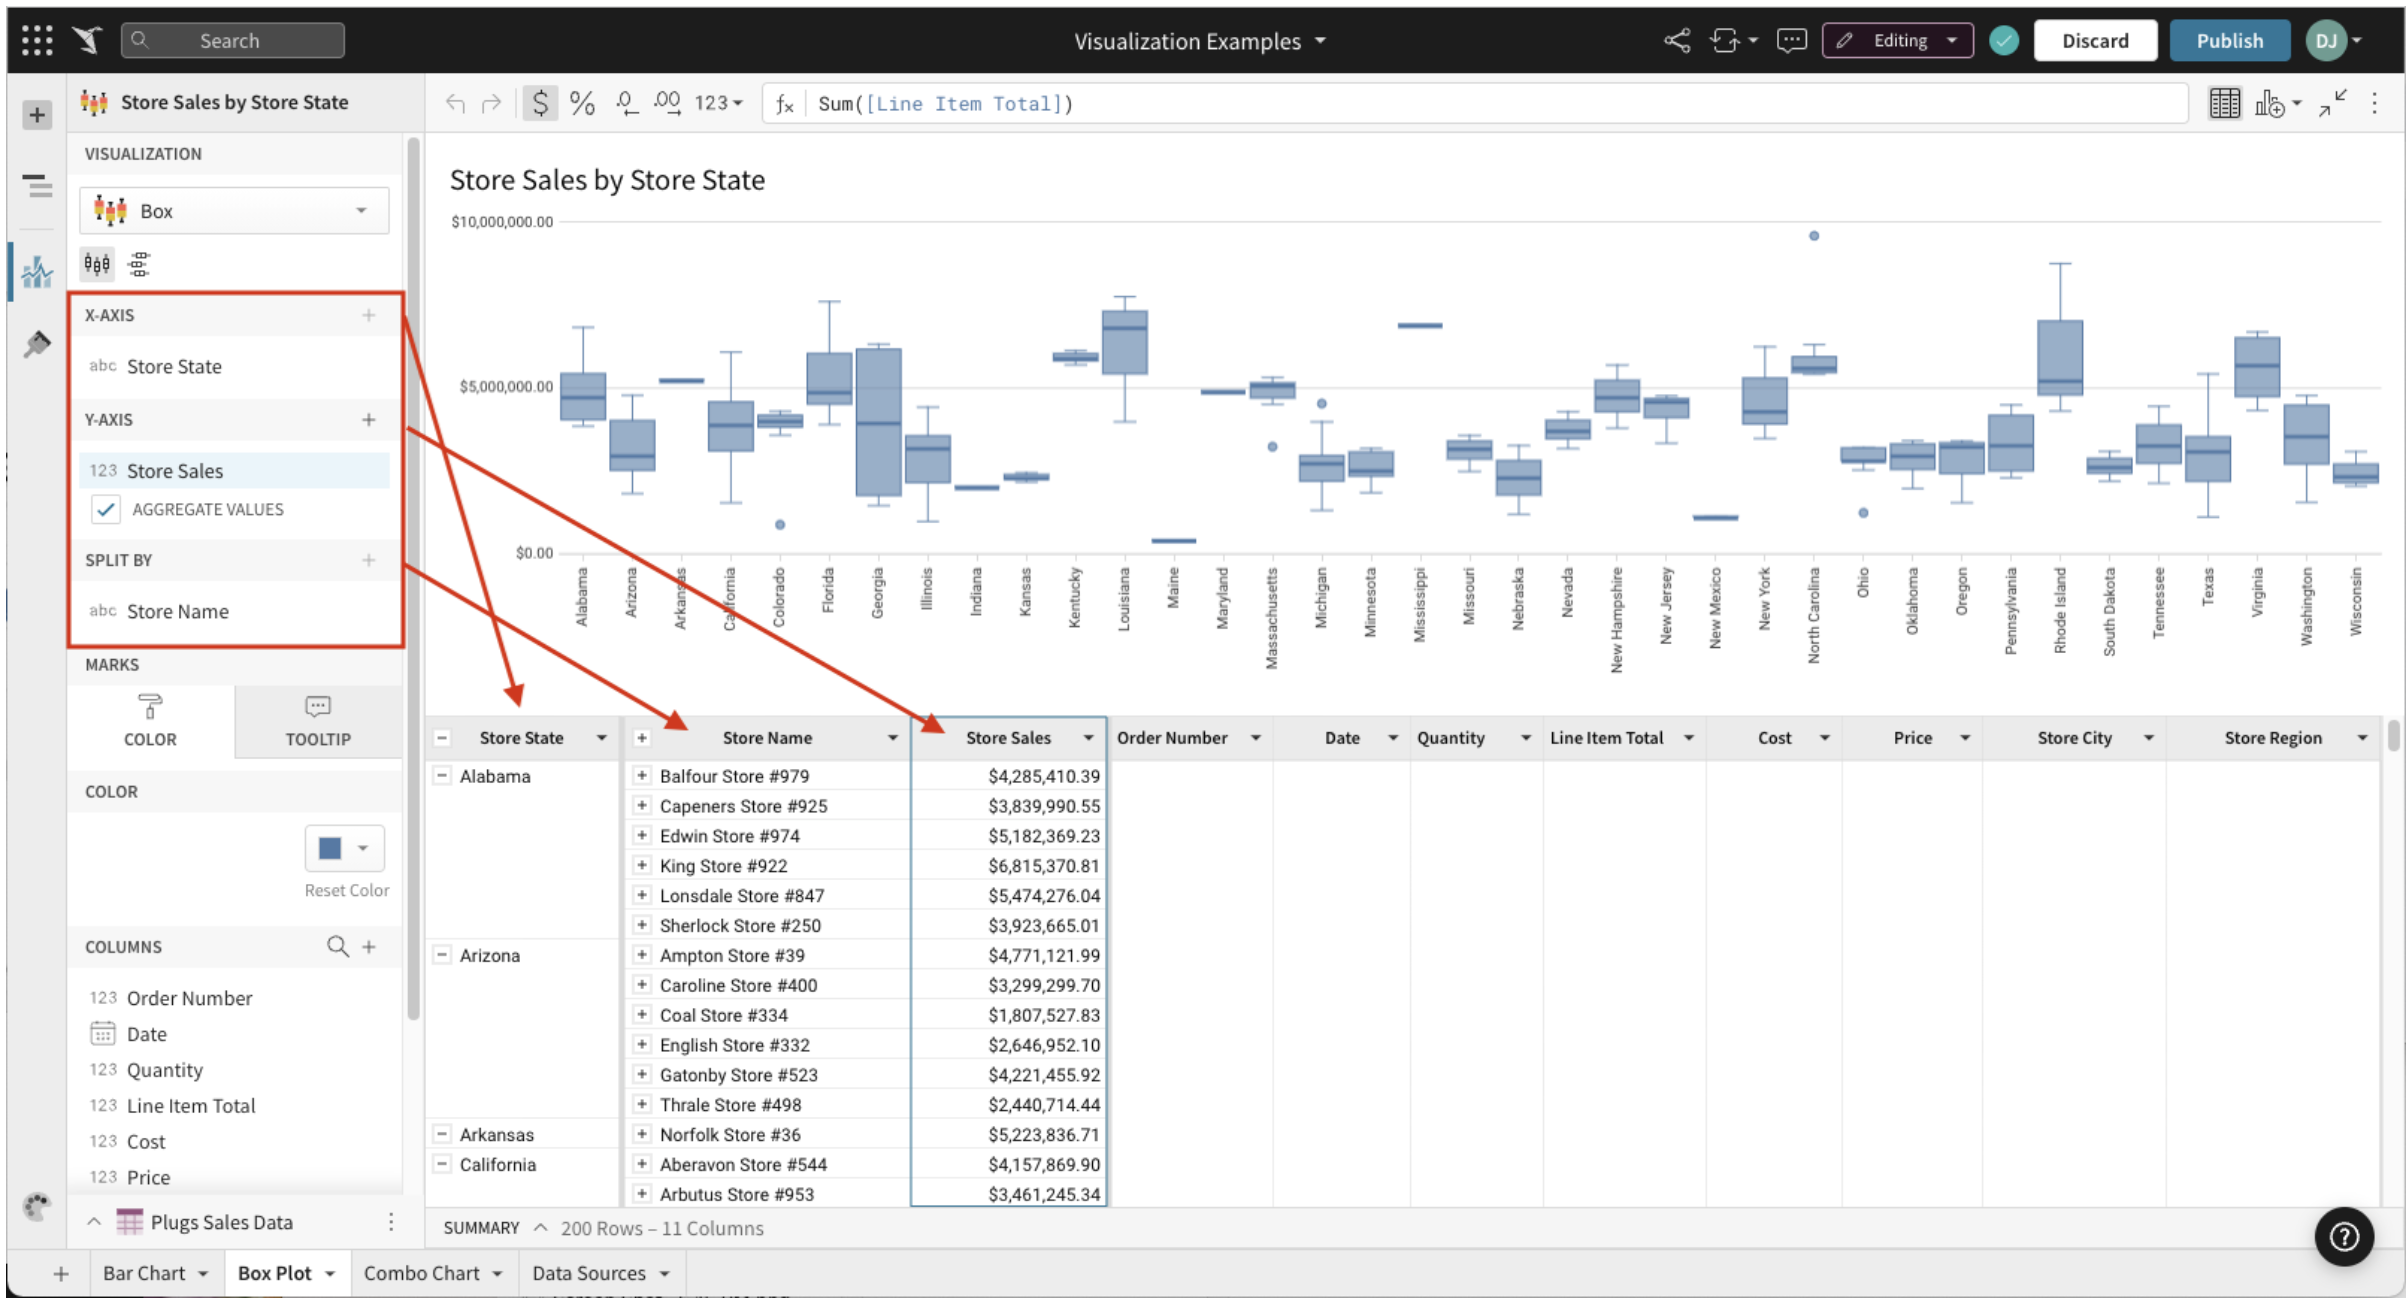 Search
Visualization Examples
Editing
Discard
Publish
DJ
Store Sales by Store State
$ % .0 .00 123
fx Sum([Line Item Total])
VISUALIZATION
Box
X-AXIS
abc Store State
Y-AXIS
123 Store Sales
AGGREGATE VALUES
SPLIT BY
abc Store Name
MARKS
COLOR TOOLTIP
COLOR
Reset Color
COLUMNS
123 Order Number
Date
123 Quantity
123 Line Item Total
123 Cost
123 Price
Plugs Sales Data
Store Sales by Store State
$10,000,000.00
$5,000,000.00
$0.00
Alabama
Arizona
Arkansas
California
Colorado
Florida
Georgia
Illinois
Indiana
Kansas
Kentucky
Louisiana
Maine
Maryland
Massachusetts
Michigan
Minnesota
Mississippi
Missouri
Nebraska
Nevada
New Hampshire
New Jersey
New Mexico
New York
North Carolina
Ohio
Oklahoma
Oregon
Pennsylvania
Rhode Island
South Dakota
Tennessee
Texas
Virginia
Washington
Wisconsin
Store State Store Name Store Sales Order Number Date Quantity Line Item Total Cost Price Store City Store Region
Alabama Balfour Store #979 $4,285,410.39
Capeners Store #925 $3,839,990.55
Edwin Store #974 $5,182,369.23
King Store #922 $6,815,370.81
Lonsdale Store #847 $5,474,276.04
Sherlock Store #250 $3,923,665.01
Arizona Ampton Store #39 $4,771,121.99
Caroline Store #400 $3,299,299.70
Coal Store #334 $1,807,527.83
English Store #332 $2,646,952.10
Gatonby Store #523 $4,221,455.92
Thrale Store #498 $2,440,714.44
Arkansas Norfolk Store #36 $5,223,836.71
California Aberavon Store #544 $4,157,869.90
Arbutus Store #953 $3,461,245.34
SUMMARY 200 Rows – 11 Columns
Bar Chart Box Plot Combo Chart Data Sources